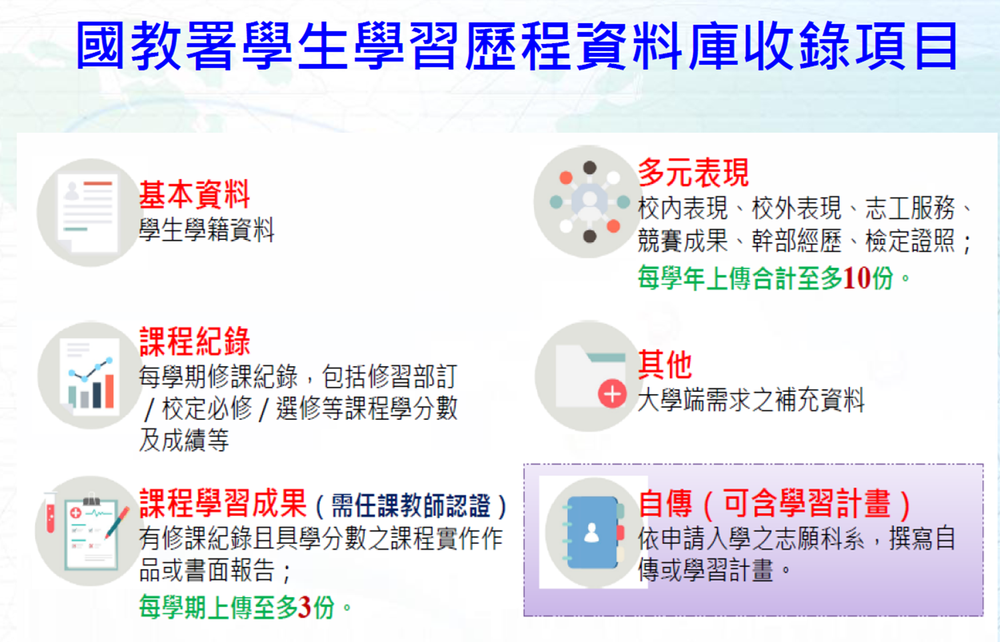 國教署學生學習歷程資料庫收錄項目
基本資料
學生學籍資料
課程紀錄
每學期修課紀錄，包括修習部訂
/校定必修/選修等課程學分數
及成績等
課程學習成果(需任課教師認證)
有修課紀錄且具學分數之課程實作作
品或書面報告；
每學期上傳至多3份。
多元表現
校內表現、校外表現、志工服務、
競賽成果、幹部經歷、檢定證照；
每學年上傳合計至多10份。
其他
大學端需求之補充資料
自傳(可含學習計畫)
依申請入學之志願科系，撰寫自
傳或學習計畫。